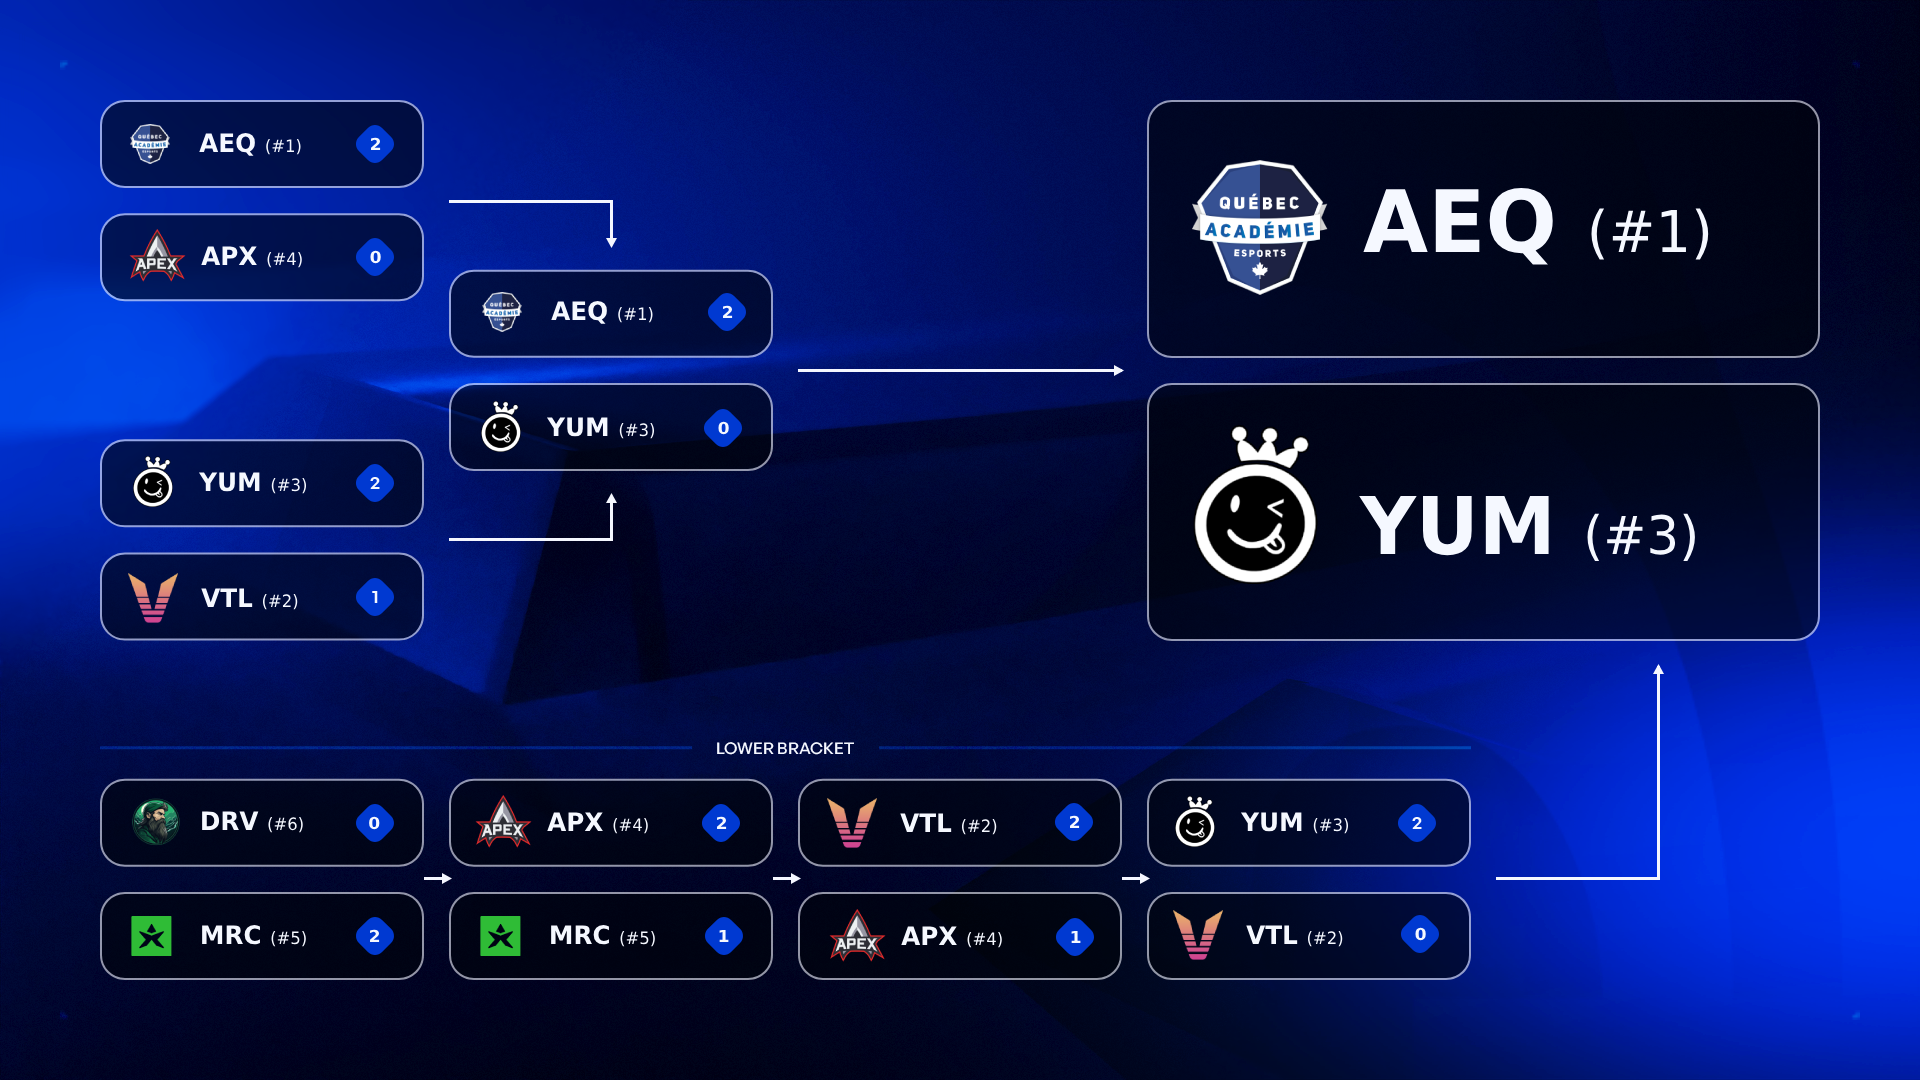 AEQ (#1) 2
APX (#4) 0
YUM (#3) 2
VTL (#2) 1
AEQ (#1) 2
YUM (#3) 0
QUÉBEC
ACADÉMIE
ESPORTS
AEQ (#1)
YUM (#3)
LOWER BRACKET
DRV (#6) 0
MRC (#5) 2
APEX
APX (#4) 2
MRC (#5) 1
VTL (#2) 2
APEX
APX (#4) 1
YUM (#3) 2
VTL (#2) 0